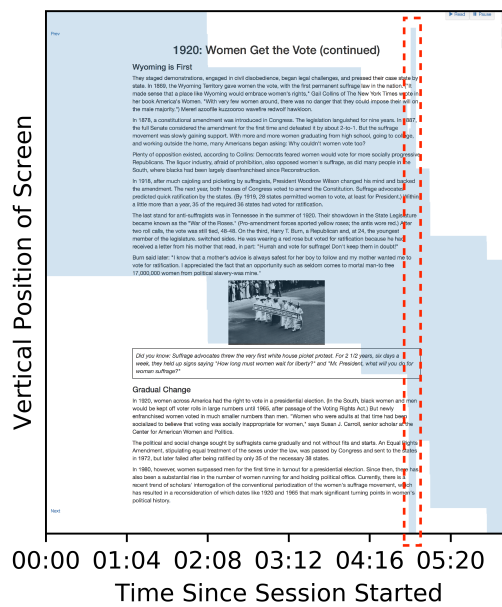 Read Pause
Prev
1920: Women Get the Vote (continued)
Wyoming is First
They staged demonstrations, engaged in civil disobedience, began legal challenges, and pressed their case state by
state. In 1869, the Wyoming Territory gave women the vote, with the first permanent suffrage law in the nation. ("It
made sense that a place like Wyoming would embrace women's rights," Gail Collins of The New York Times wrote in
her book America's Women. "With very few women around, there was no danger that they could impose their will on
the male majority.") Meref azoofle kuzooroo wavefire redwolf hawkloon.
In 1878, a constitutional amendment was introduced in Congress. The legislation languished for nine years. In 1887,
the full Senate considered the amendment for the first time and defeated it by about 2-to-1. But the suffrage
movement was slowly gaining support. With more and more women graduating from high school, going to college,
and working outside the home, many Americans began asking: Why couldn't women vote too?
Plenty of opposition existed, according to Collins: Democrats feared women would vote for more socially progressive
Republicans. The liquor industry, afraid of prohibition, also opposed women's suffrage, as did many people in the
South, where blacks had been largely disenfranchised since Reconstruction.
In 1918, after much cajoling and picketing by suffragists, President Woodrow Wilson changed his mind and backed
the amendment. The next year, both houses of Congress voted to amend the Constitution. Suffrage advocates
predicted quick ratification by the states. (By 1919, 28 states permitted women to vote, at least for President.) Within
a little more than a year, 35 of the required 36 states had voted for ratification.
The last stand for anti-suffragists was in Tennessee in the summer of 1920. Their showdown in the State Legislature
became known as the "War of the Roses." (Pro-amendment forces sported yellow roses; the antis wore red.) After
two roll calls, the vote was still tied, 48-48. On the third, Harry T. Burn, a Republican and, at 24, the youngest
member of the legislature, switched sides. He was wearing a red rose but voted for ratification because he had
received a letter from his mother that read, in part: "Hurrah and vote for suffrage! Don't keep them in doubt!"
Burn said later: "I know that a mother's advice is always safest for her boy to follow and my mother wanted me to
vote for ratification. I appreciated the fact that an opportunity such as seldom comes to mortal man-to free
17,000,000 women from political slavery-was mine."
Did you know: Suffrage advocates threw the very first white house picket protest. For 2 1/2 years, six days a
week, they held up signs saying "How long must women wait for liberty?" and "Mr. President, what will you do for
woman suffrage?"
Gradual Change
In 1920, women across America had the right to vote in a presidential election. (In the South, black women and men
would be kept off voter rolls in large numbers until 1965, after passage of the Voting Rights Act.) But newly
enfranchised women voted in much smaller numbers than men. "Women who were adults at that time had been
socialized to believe that voting was socially inappropriate for women," says Susan J. Carroll, senior scholar at the
Center for American Women and Politics.
The political and social change sought by suffragists came gradually and not without fits and starts. An Equal Rights
Amendment, stipulating equal treatment of the sexes under the law, was passed by Congress and sent to the states
in 1972, but later failed after being ratified by only 35 of the necessary 38 states.
In 1980, however, women surpassed men for the first time in turnout for a presidential election. Since then, there has
also been a substantial rise in the number of women running for and holding political office. Currently, there is a
recent trend of scholars' interrogation of the conventional periodization of the women's suffrage movement, which
has resulted in a reconsideration of which dates like 1920 and 1965 that mark significant turning points in women's
political history.
Next
Vertical Position of Screen
00:00 01:04 02:08 03:12 04:16 05:20
Time Since Session Started